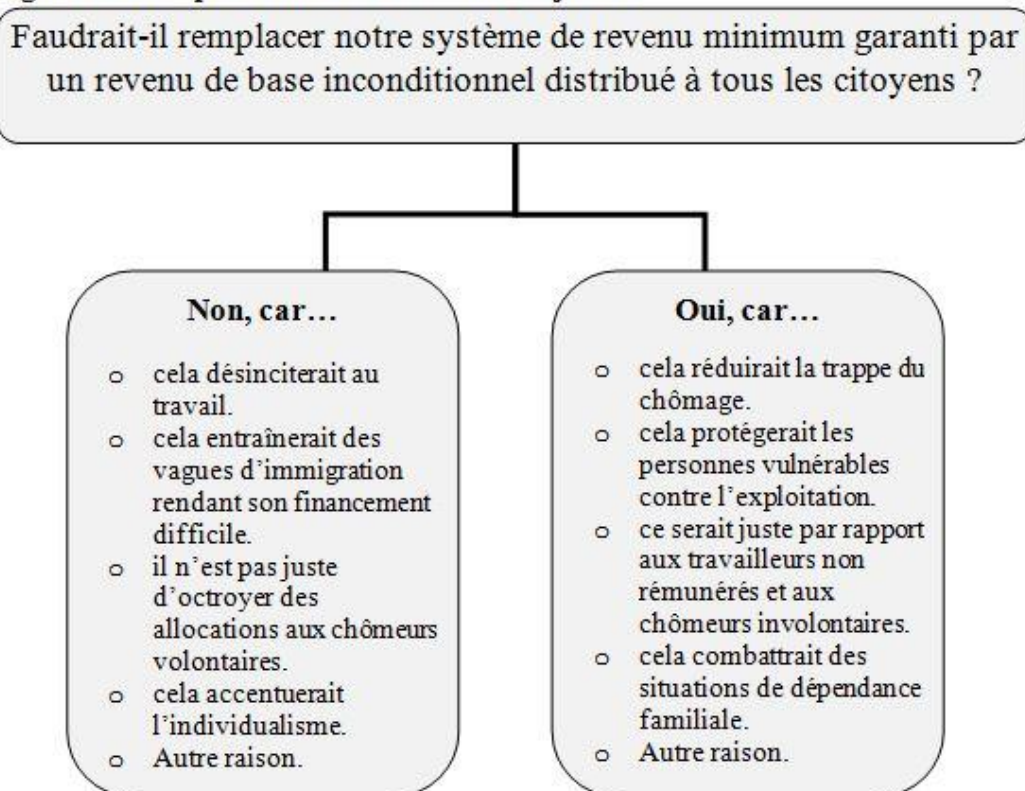 Faudrait-il remplacer notre système de revenu minimum garanti par
un revenu de base inconditionnel distribué à tous les citoyens ?
Non, car…
o cela désinciterait au
travail.
o cela entraînerait des
vagues d’immigration
rendant son financement
difficile.
o il n’est pas juste
d’octroyer des
allocations aux chômeurs
volontaires.
o cela accentuerait
l’individualisme.
o Autre raison.
Oui, car…
o cela réduirait la trappe du
chômage.
o cela protégerait les
personnes vulnérables
contre l’exploitation.
o ce serait juste par rapport
aux travailleurs non
rémunérés et aux
chômeurs involontaires.
o cela combattrait des
situations de dépendance
familiale.
o Autre raison.